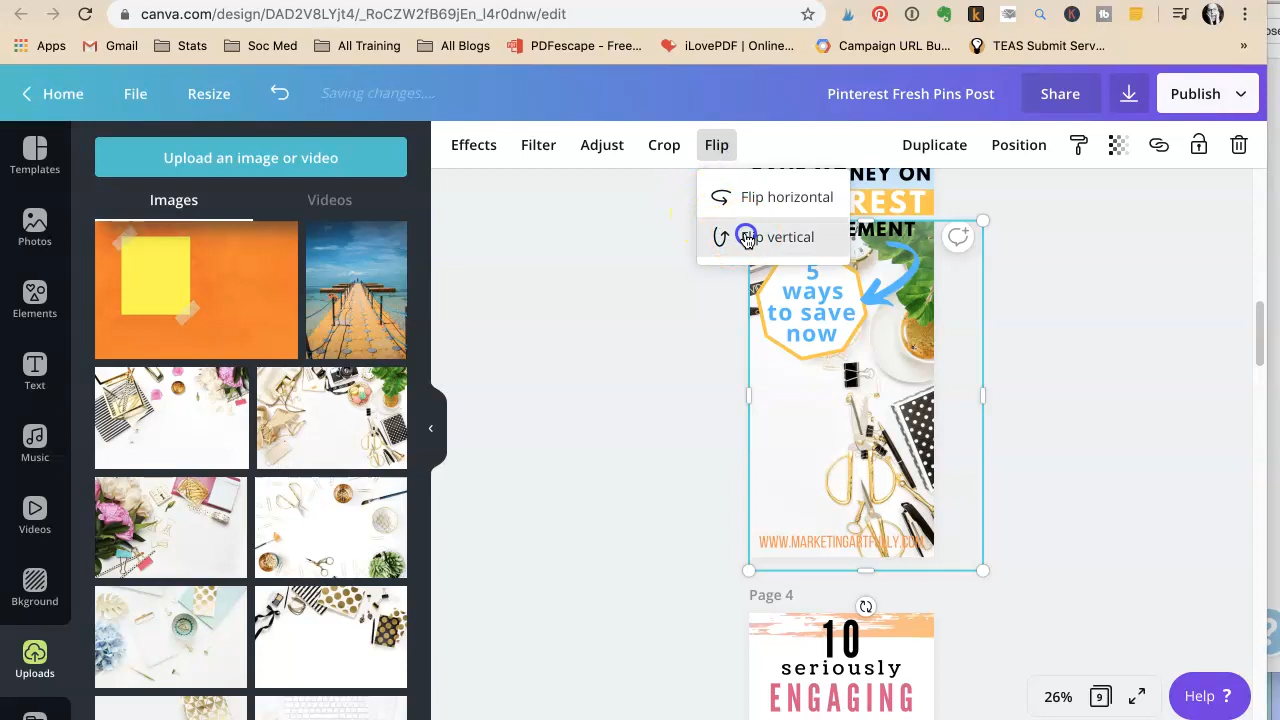 canva.com/design/DAD2V8LYjt4/_RoCZW2fB69jEn_l4r0dnw/edit
Apps
Gmail
Stats
Soc Med
All Training
All Blogs
PDFescape - Free...
iLovePDF | Online...
Campaign URL Bu...
TEAS Submit Serv...
»
Home
File
Resize
Saving changes....
Pinterest Fresh Pins Post
Share
Publish
Templates
Photos
Elements
Text
Music
Videos
Bkground
Uploads
Upload an image or video
Images
Videos
Effects
Filter
Adjust
Crop
Flip
Duplicate
Position
Flip horizontal
Flip vertical
NEY ON
REST
EMENT
5
ways
to save
now
WWW.MARKETINGARTFULLY.COM
Page 4
10
seriously
ENGAGING
26%
9
Help ?